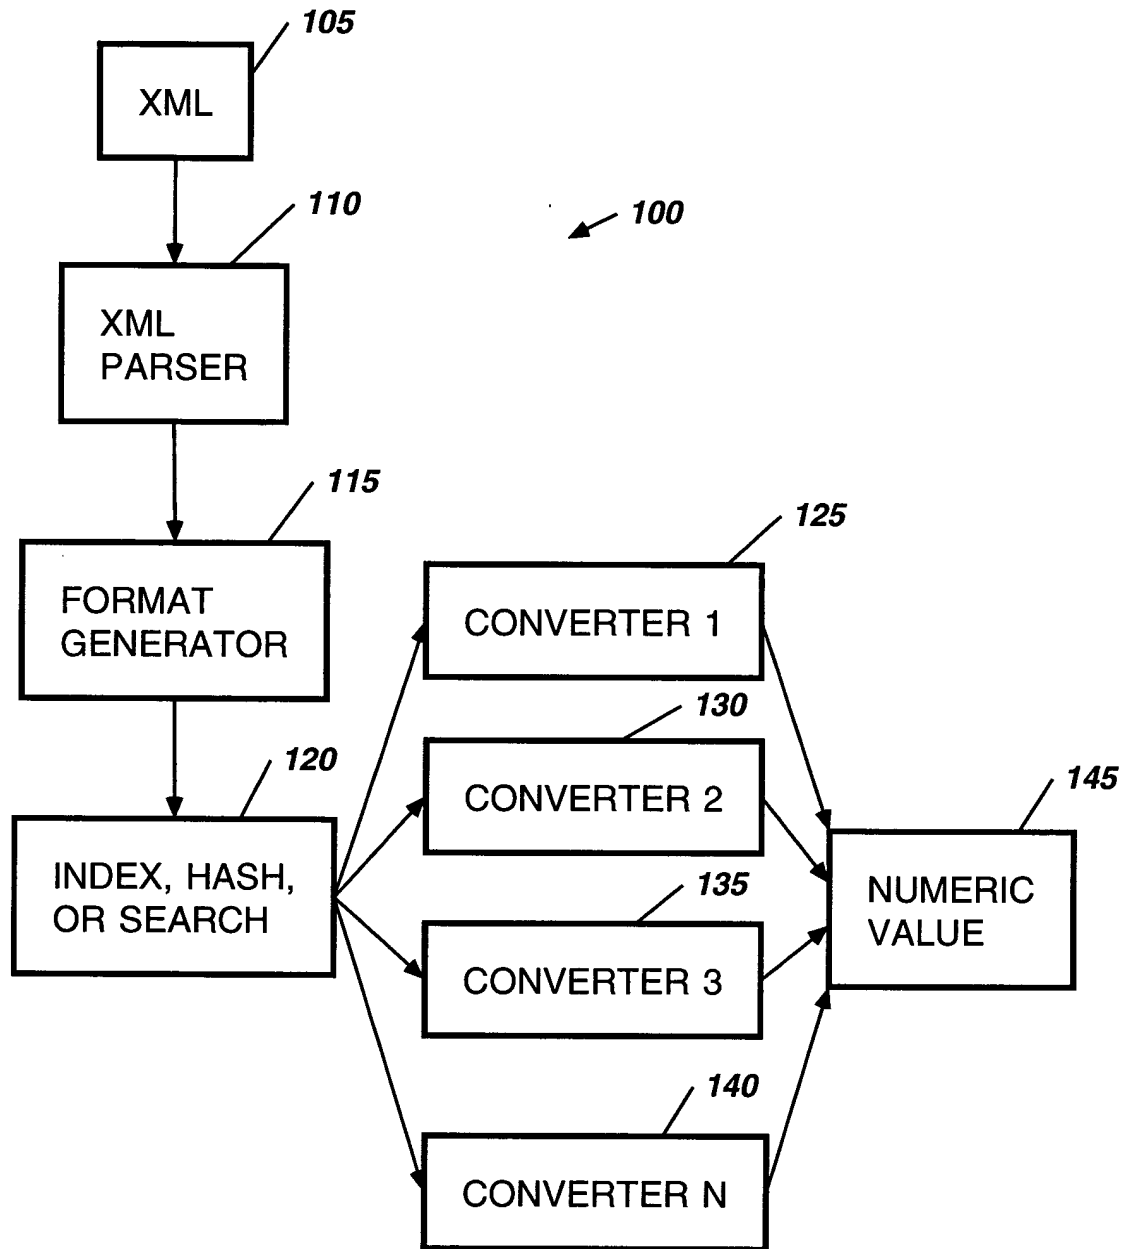 105
XML
110
100
XML
PARSER
115
FORMAT
GENERATOR
125
CONVERTER 1
130
120
CONVERTER 2
145
INDEX, HASH,
OR SEARCH
135
NUMERIC
VALUE
CONVERTER 3
140
CONVERTER N